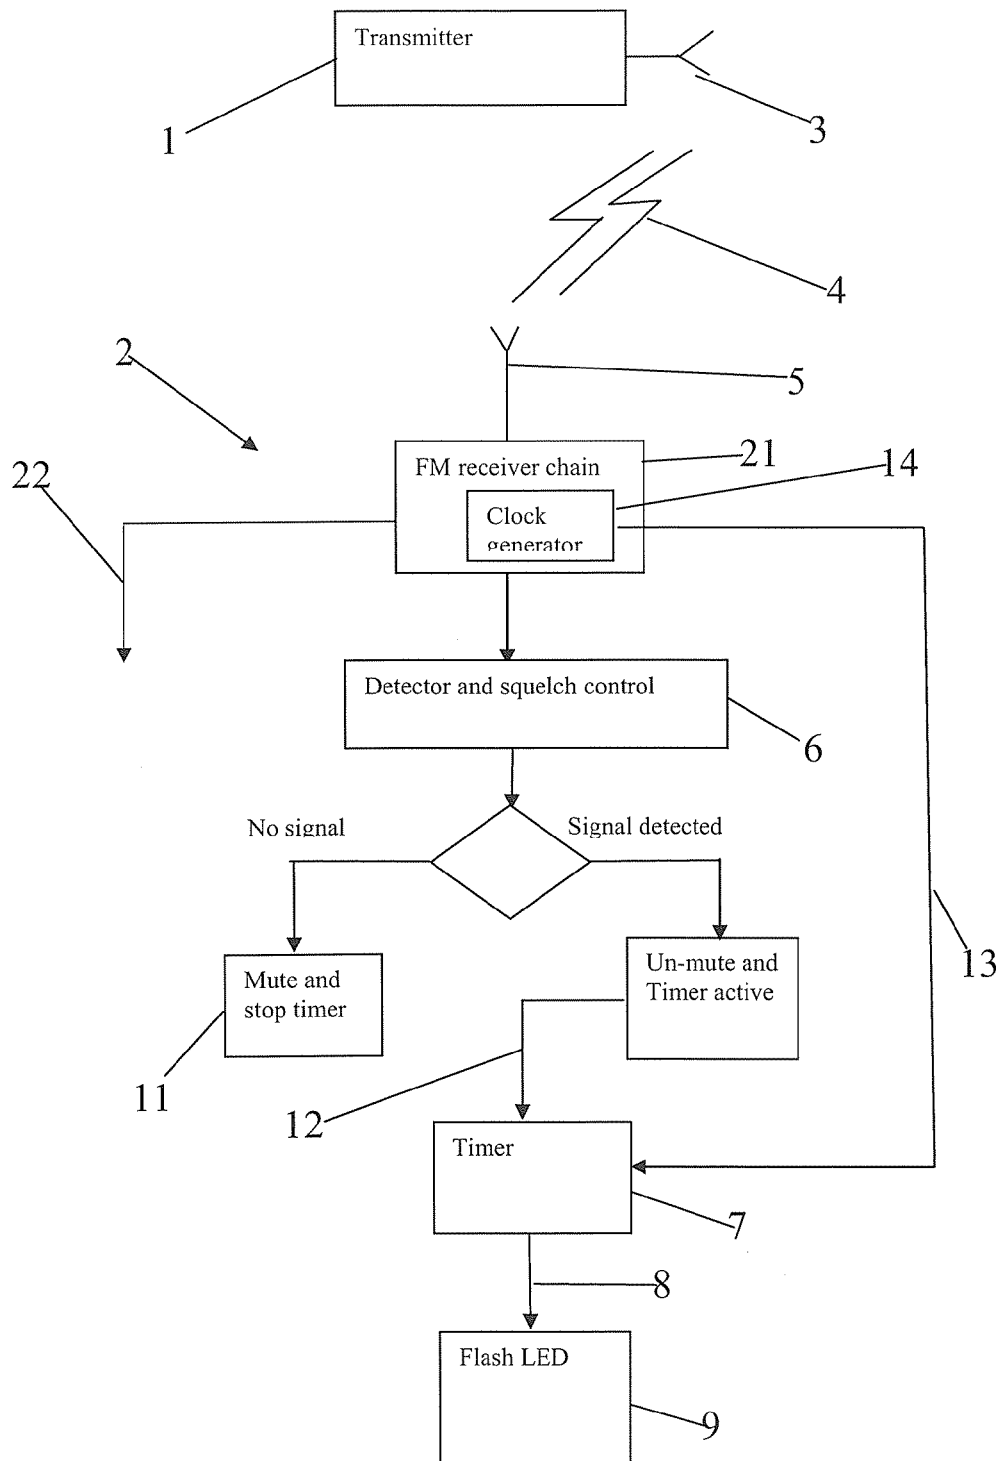 Transmitter
1
3
4
2
5
FM receiver chain
21
14
22
Clock
generator
Detector and squelch control
6
No signal
Signal detected
Mute and
stop timer
Un-mute and
Timer active
13
11
12
Timer
7
8
Flash LED
9